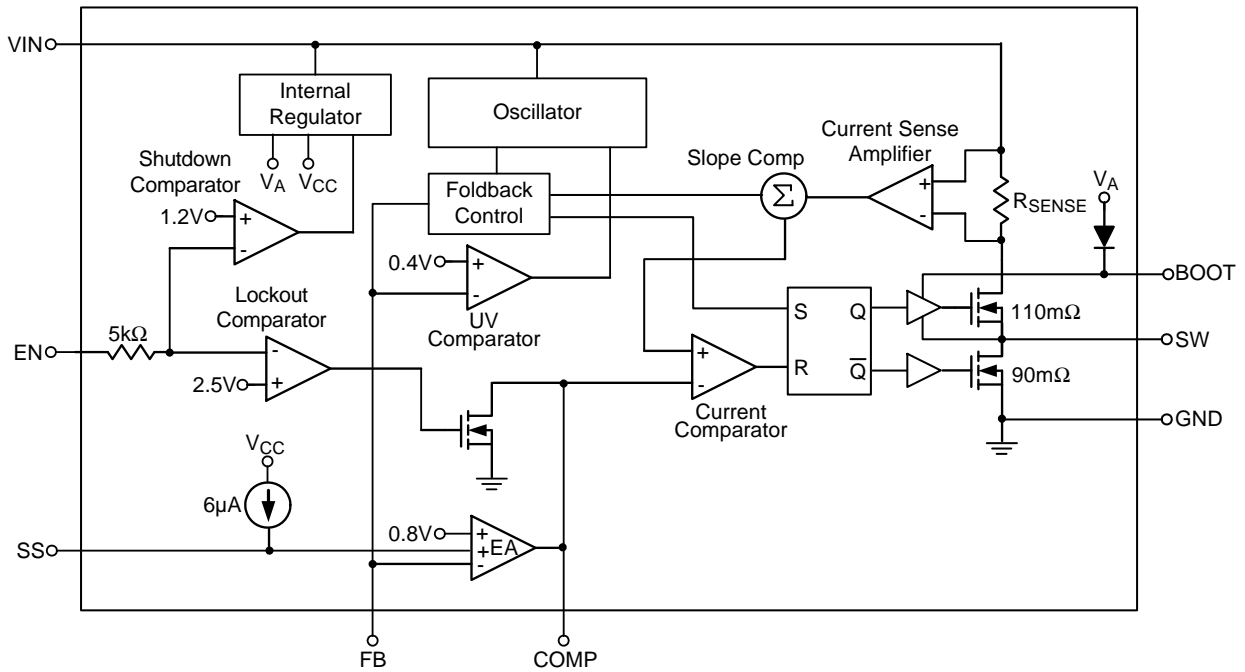 VIN
Internal
Regulator
Oscillator
Shutdown
Comparator
VA
VCC
Foldback
Control
Slope Comp
Σ
Current Sense
Amplifier
+
-
RSENSE
VA
1.2V
+
-
0.4V
+
-
UV
Comparator
BOOT
Lockout
Comparator
5kΩ
EN
-
+
2.5V
S
Q
R
Q̅
110mΩ
SW
90mΩ
+
-
Current
Comparator
GND
VCC
6µA
SS
0.8V
+
+
-
EA
FB
COMP